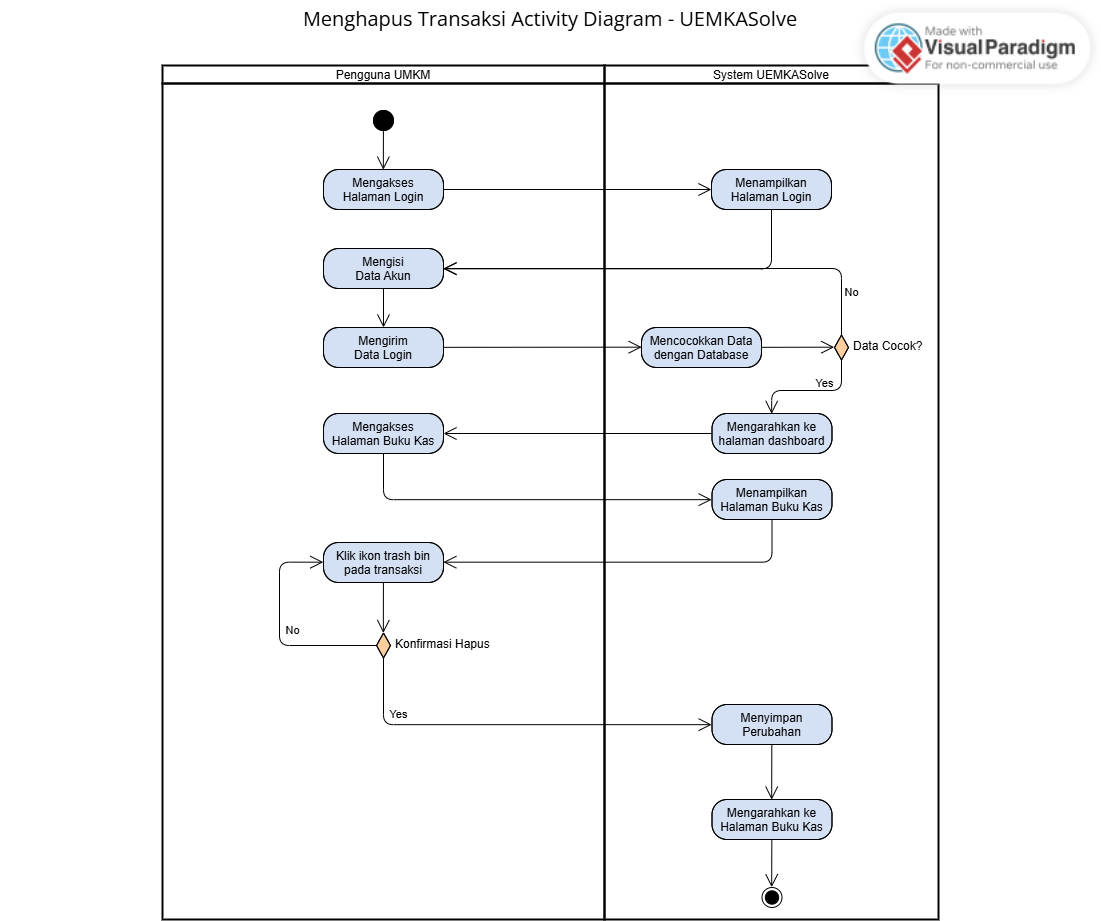 Menghapus Transaksi Activity Diagram - UEMKASolve
Made with
VisualParadigm
For non-commercial use
Pengguna UMKM
System UEMKASolve
Mengakses
Halaman Login
Menampilkan
Halaman Login
Mengisi
Data Akun
No
Mengirim
Data Login
Mencocokkan Data
dengan Database
Data Cocok?
Yes
Mengakses
Halaman Buku Kas
Mengarahkan ke
halaman dashboard
Menampilkan
Halaman Buku Kas
Klik ikon trash bin
pada transaksi
No
Konfirmasi Hapus
Yes
Menyimpan
Perubahan
Mengarahkan ke
Halaman Buku Kas